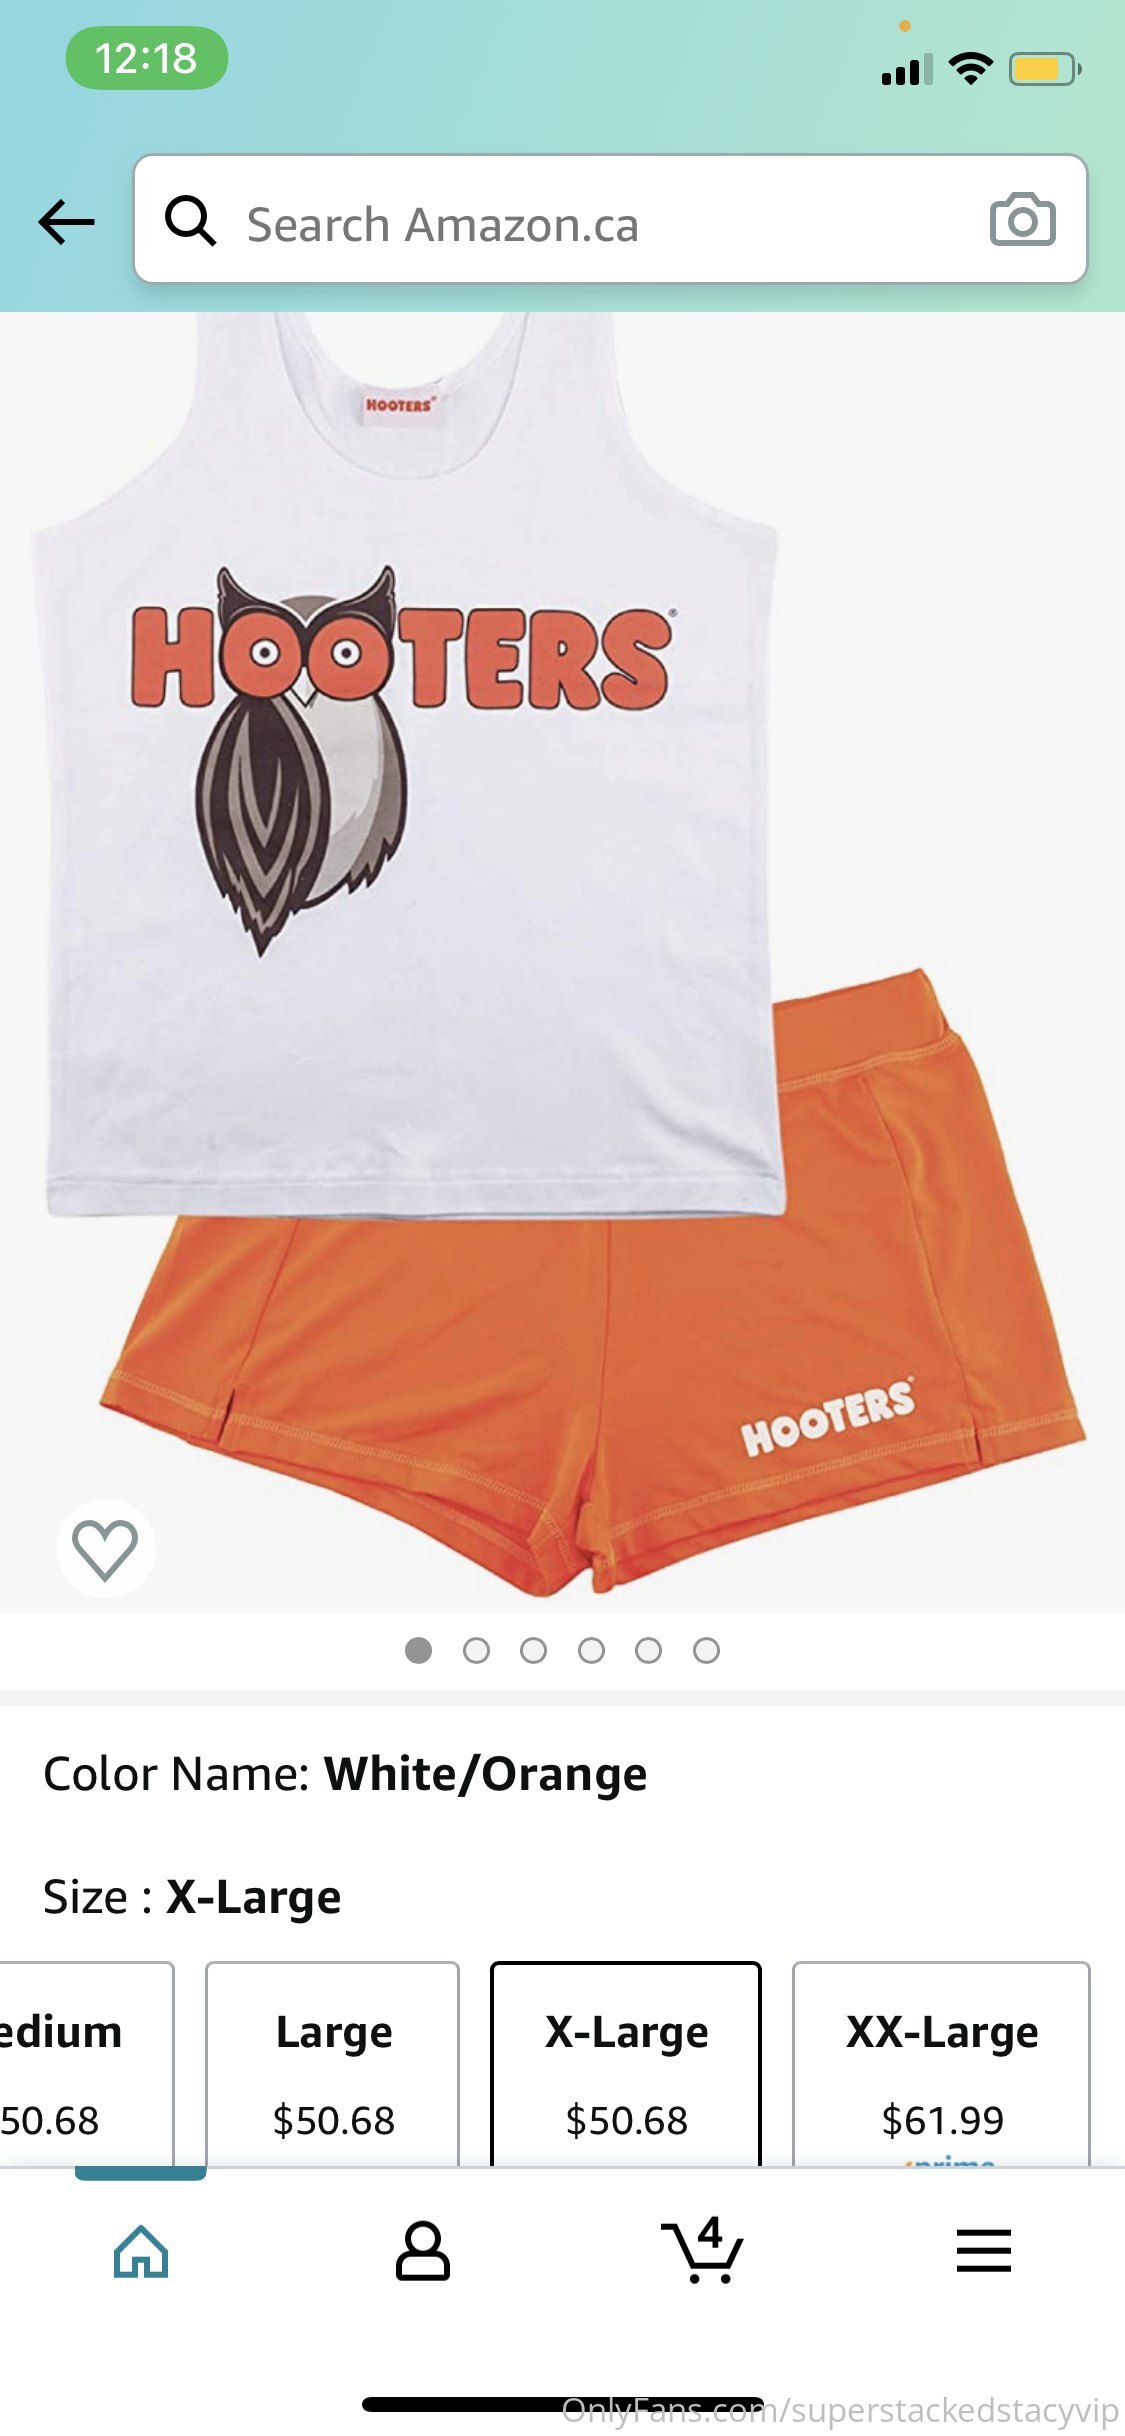 12:18
Search Amazon.ca
HOOTERS®
HOOTERS®
HOOTERS®
Color Name: White/Orange
Size : X-Large
edium
Large
X-Large
XX-Large
50.68
$50.68
$50.68
$61.99
prime
4
OnlyFans.com/superstackedstacyvip